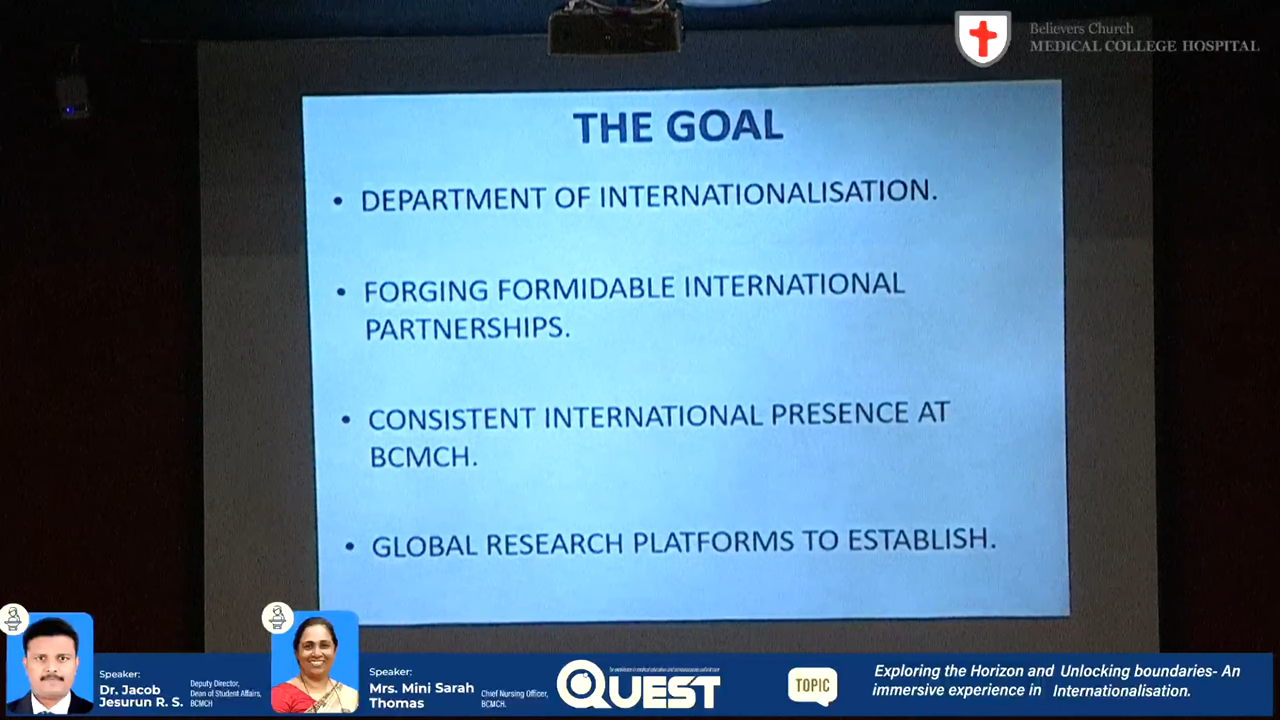 Believers Church
MEDICAL COLLEGE HOSPITAL
THE GOAL
• DEPARTMENT OF INTERNATIONALISATION.
• FORGING FORMIDABLE INTERNATIONAL
PARTNERSHIPS.
• CONSISTENT INTERNATIONAL PRESENCE AT
BCMCH.
• GLOBAL RESEARCH PLATFORMS TO ESTABLISH.
Speaker:
Dr. Jacob
Jesurun R. S.
Deputy Director,
Dean of Student Affairs,
BCMCH
Speaker:
Mrs. Mini Sarah
Thomas
Chief Nursing Officer,
BCMCH.
QUEST
TOPIC
Exploring the Horizon and Unlocking boundaries- An
immersive experience in Internationalisation.